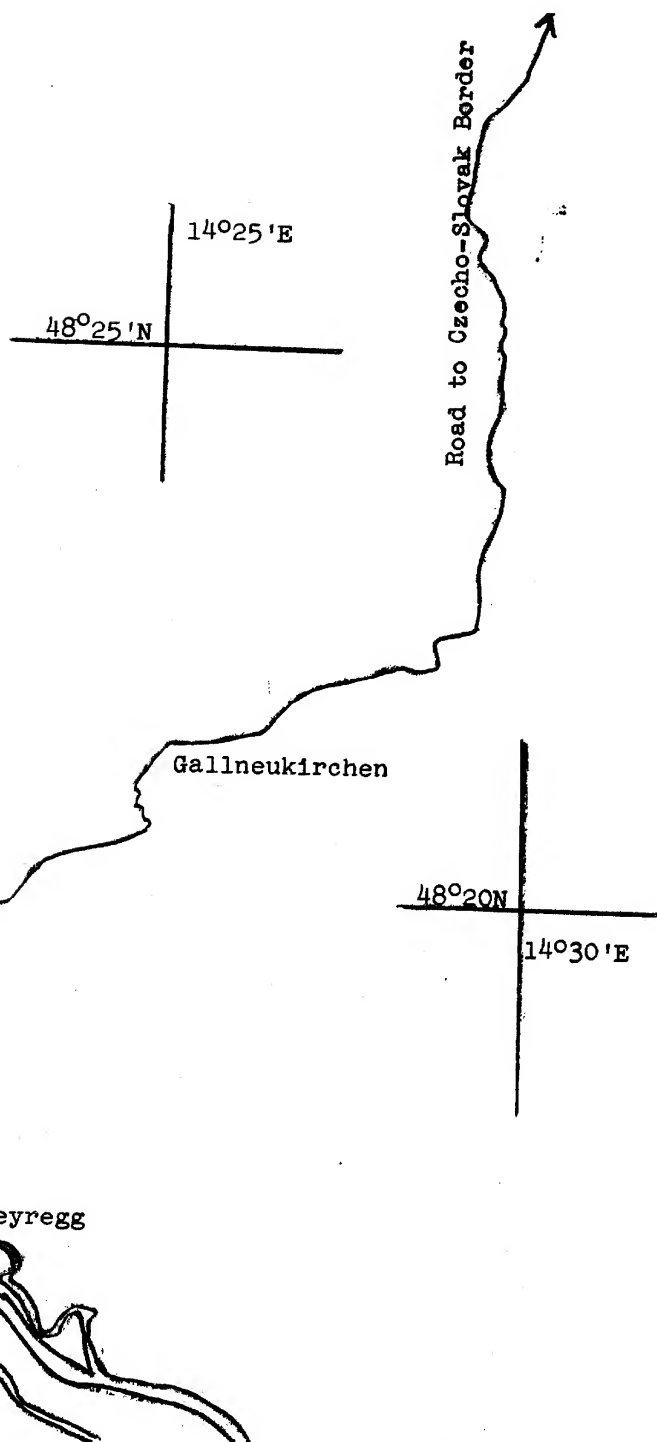 Road to Czecho-Slovak Border
14°25'E
48°25'N
Gallneukirchen
48°20N
14°30'E
eyregg